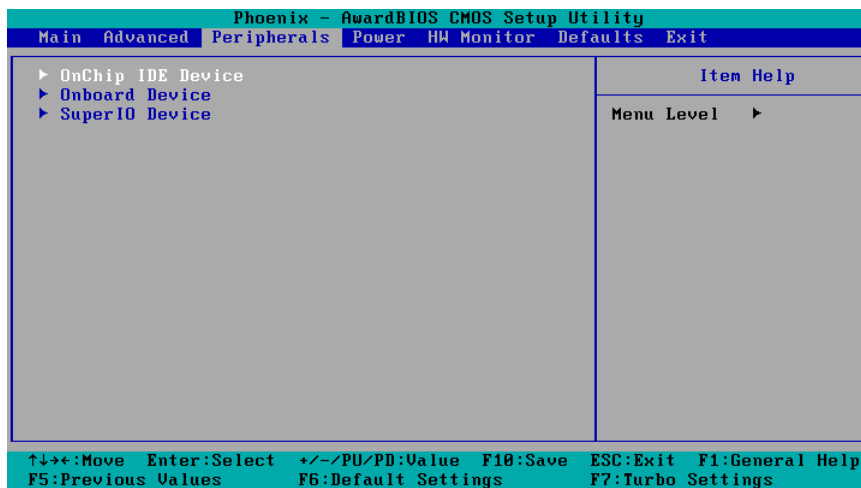 Phoenix - AwardBIOS CMOS Setup Utility
Main Advanced Peripherals Power HW Monitor Defaults Exit
▶ OnChip IDE Device
▶ Onboard Device
▶ SuperIO Device
Item Help
Menu Level ▶
↑↓→←:Move Enter:Select +/-/PU/PD:Value F10:Save ESC:Exit F1:General Help
F5:Previous Values F6:Default Settings F7:Turbo Settings